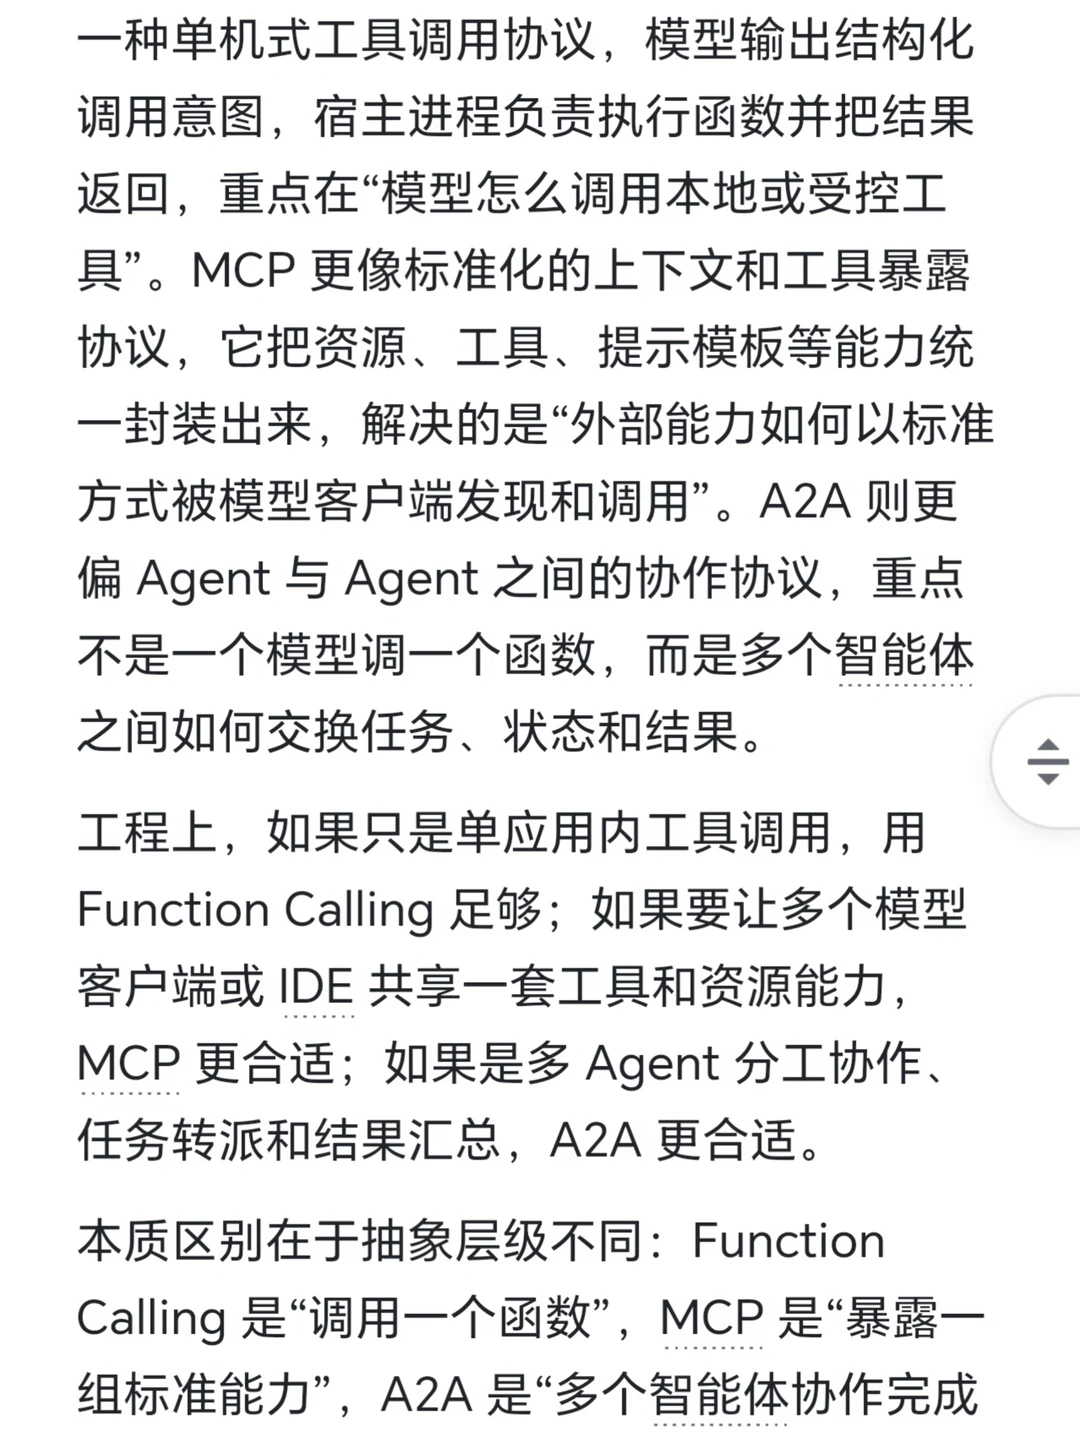 一种单机式工具调用协议，模型输出结构化
调用意图，宿主进程负责执行函数并把结果
返回，重点在“模型怎么调用本地或受控工
具”。MCP 更像标准化的上下文和工具暴露
协议，它把资源、工具、提示模板等能力统
一封装出来，解决的是“外部能力如何以标准
方式被模型客户端发现和调用”。A2A 则更
偏 Agent 与 Agent 之间的协作协议，重点
不是一个模型调一个函数，而是多个智能体
之间如何交换任务、状态和结果。
工程上，如果只是单应用内工具调用，用
Function Calling 足够；如果要让多个模型
客户端或 IDE 共享一套工具和资源能力，
MCP 更合适；如果是多 Agent 分工协作、
任务转派和结果汇总，A2A 更合适。
本质区别在于抽象层级不同：Function
Calling 是“调用一个函数”，MCP 是“暴露一
组标准能力”，A2A 是“多个智能体协作完成